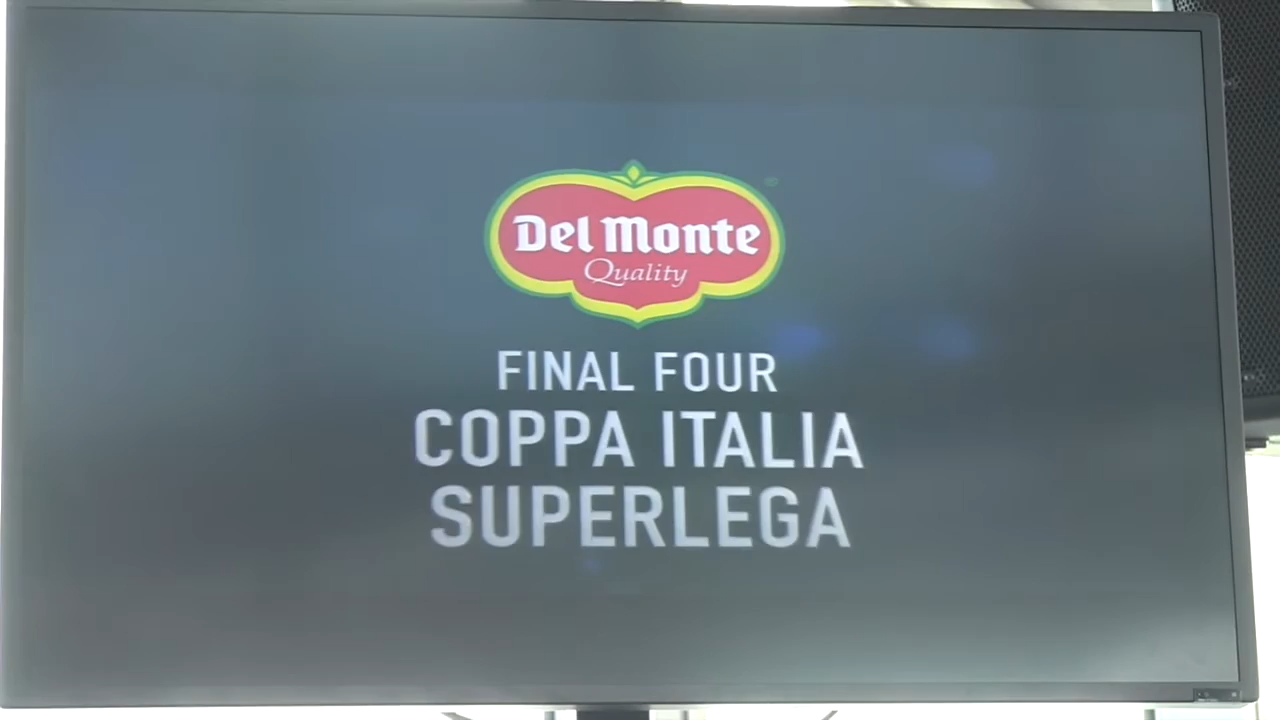 Del Monte
Quality
FINAL FOUR
COPPA ITALIA
SUPERLEGA